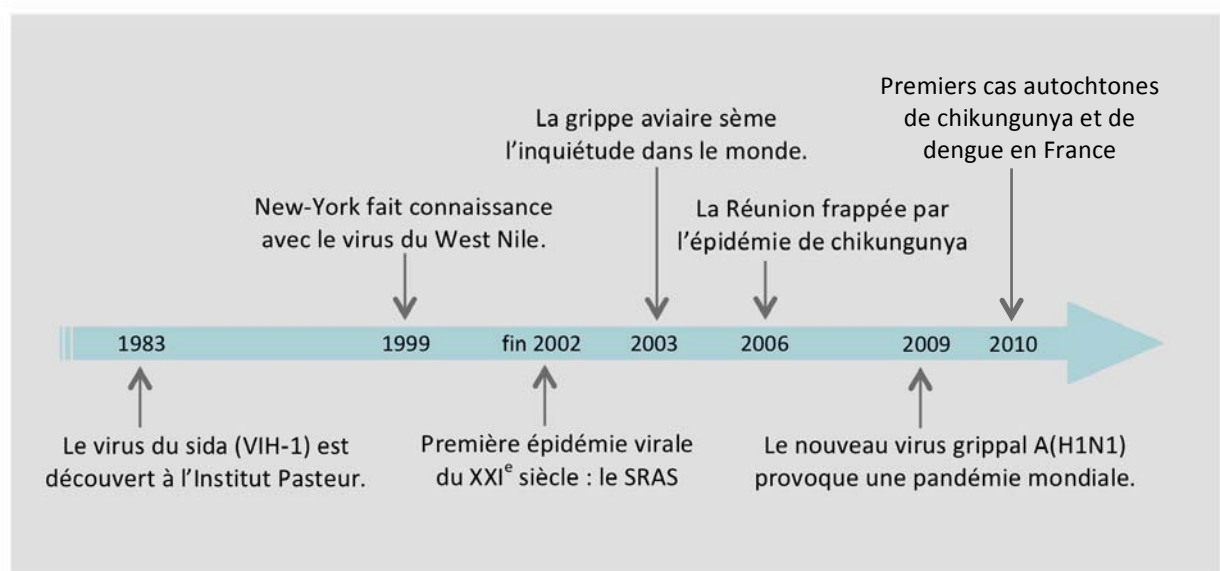 Premiers cas autochtones
de chikungunya et de
dengue en France
La grippe aviaire sème
l'inquiétude dans le monde.
New-York fait connaissance
avec le virus du West Nile.
La Réunion frappée par
l'épidémie de chikungunya
1983 1999 fin 2002 2003 2006 2009 2010
Le virus du sida (VIH-1) est
découvert à l'Institut Pasteur.
Première épidémie virale
du XXIe siècle : le SRAS
Le nouveau virus grippal A(H1N1)
provoque une pandémie mondiale.